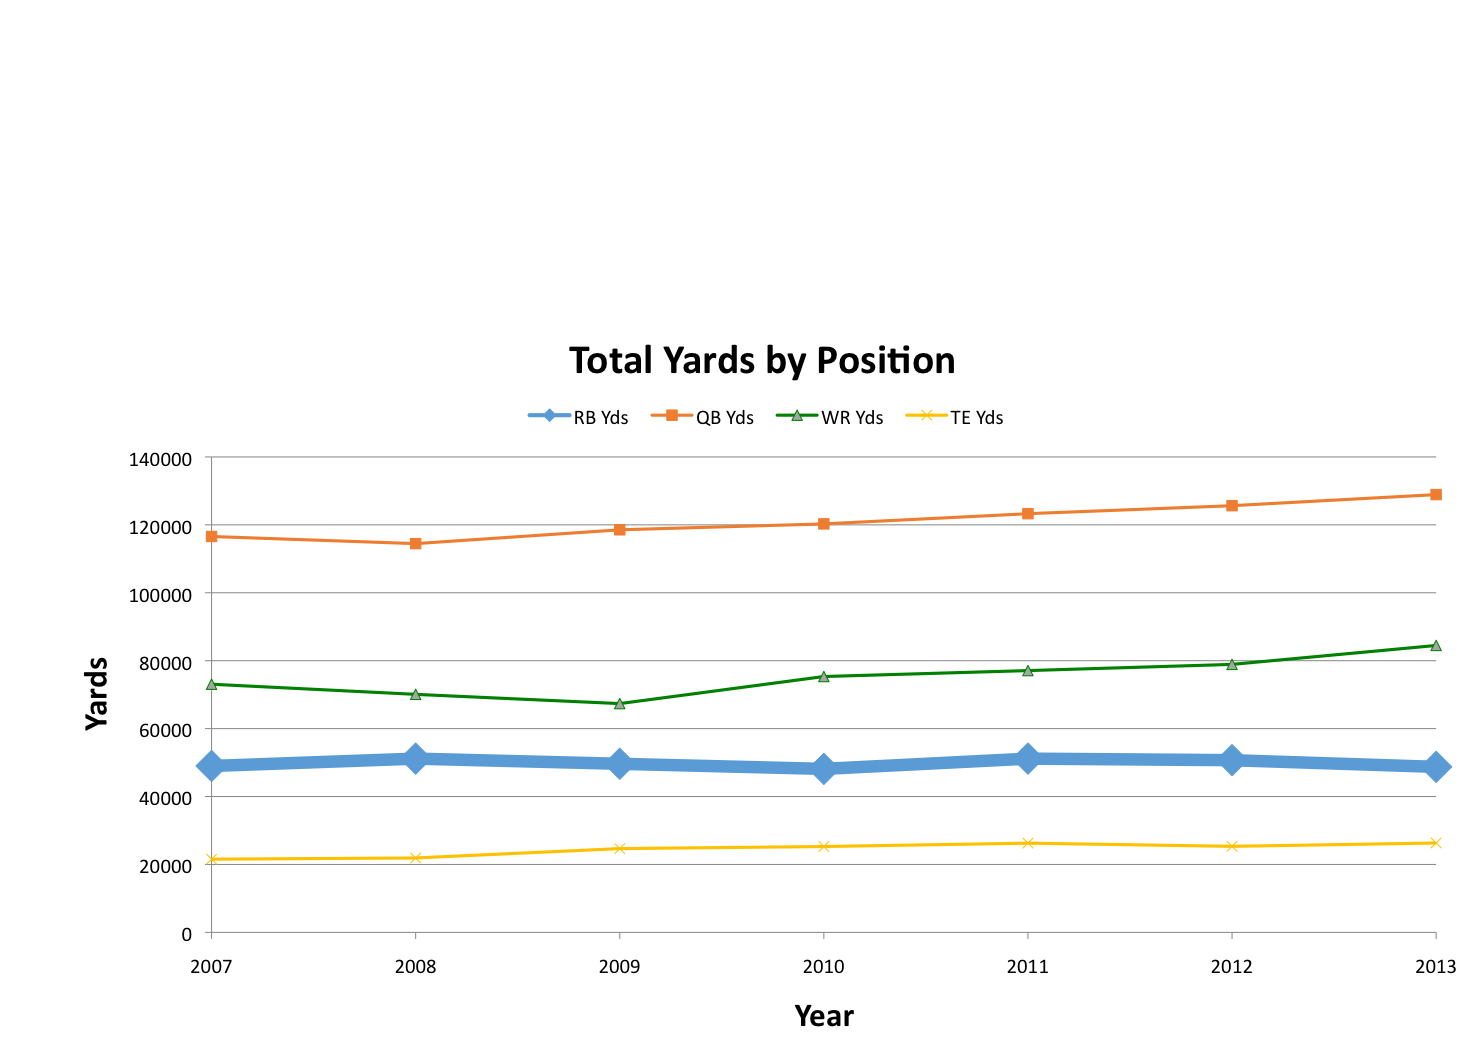 Total Yards by Position
RB Yds QB Yds WR Yds TE Yds
140000
120000
100000
80000
60000
40000
20000
0
Yards
2007 2008 2009 2010 2011 2012 2013
Year